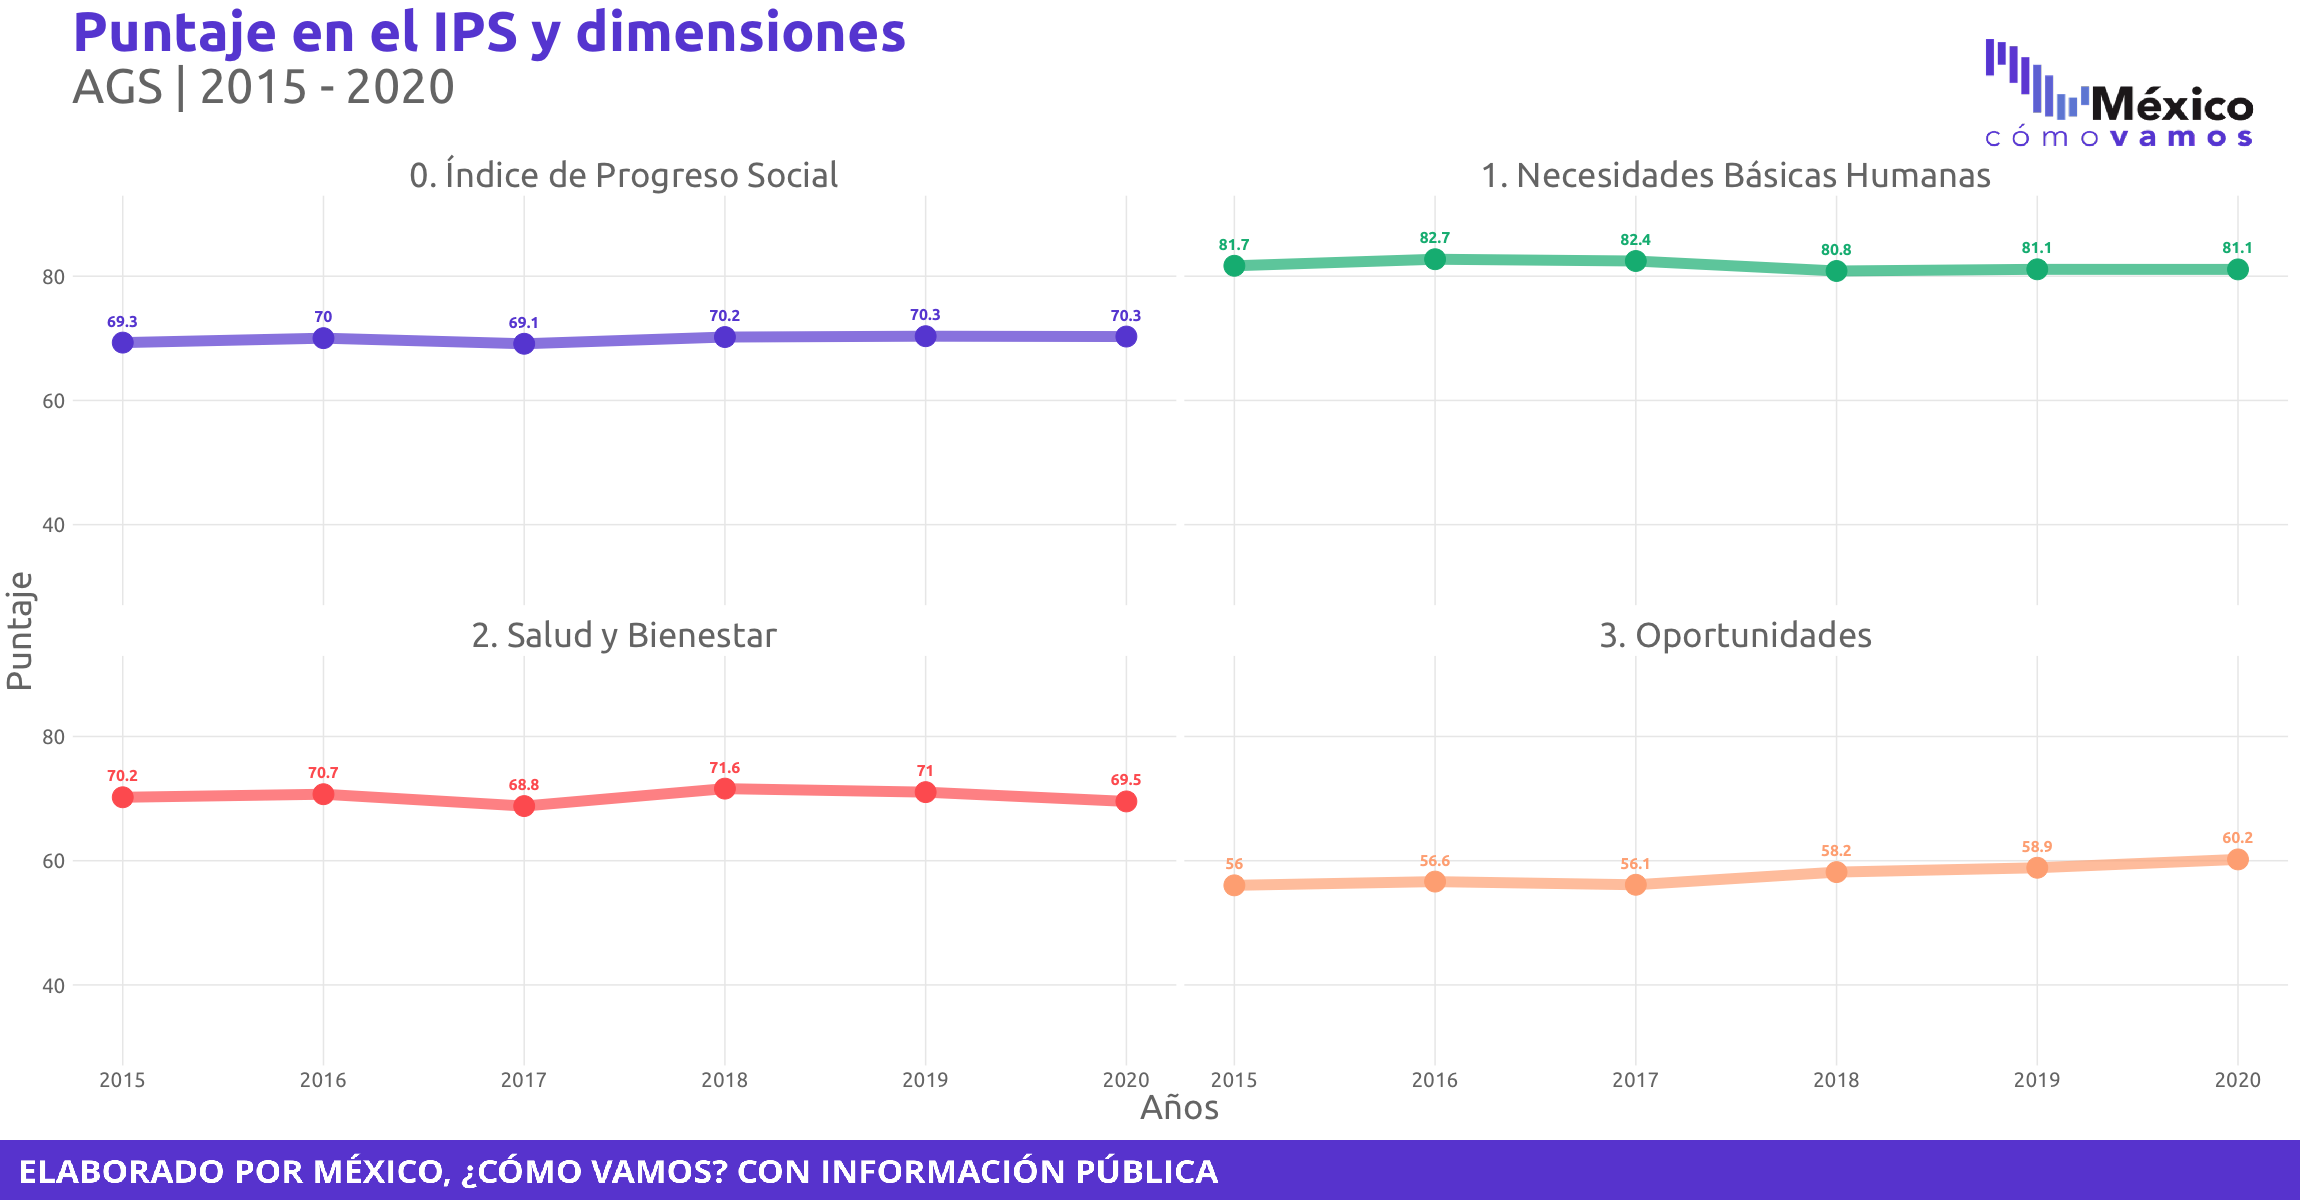 Puntaje en el IPS y dimensiones
AGS | 2015 - 2020
México
cómo vamos
0. Índice de Progreso Social
80
60
40
69.3
70
69.1
70.2
70.3
70.3
1. Necesidades Básicas Humanas
81.7
82.7
82.4
80.8
81.1
81.1
Puntaje
2. Salud y Bienestar
80
60
40
70.2
70.7
68.8
71.6
71
69.5
3. Oportunidades
56
56.6
56.1
58.2
58.9
60.2
2015 2016 2017 2018 2019 2020 2015 2016 2017 2018 2019 2020
Años
ELABORADO POR MÉXICO, ¿CÓMO VAMOS? CON INFORMACIÓN PÚBLICA